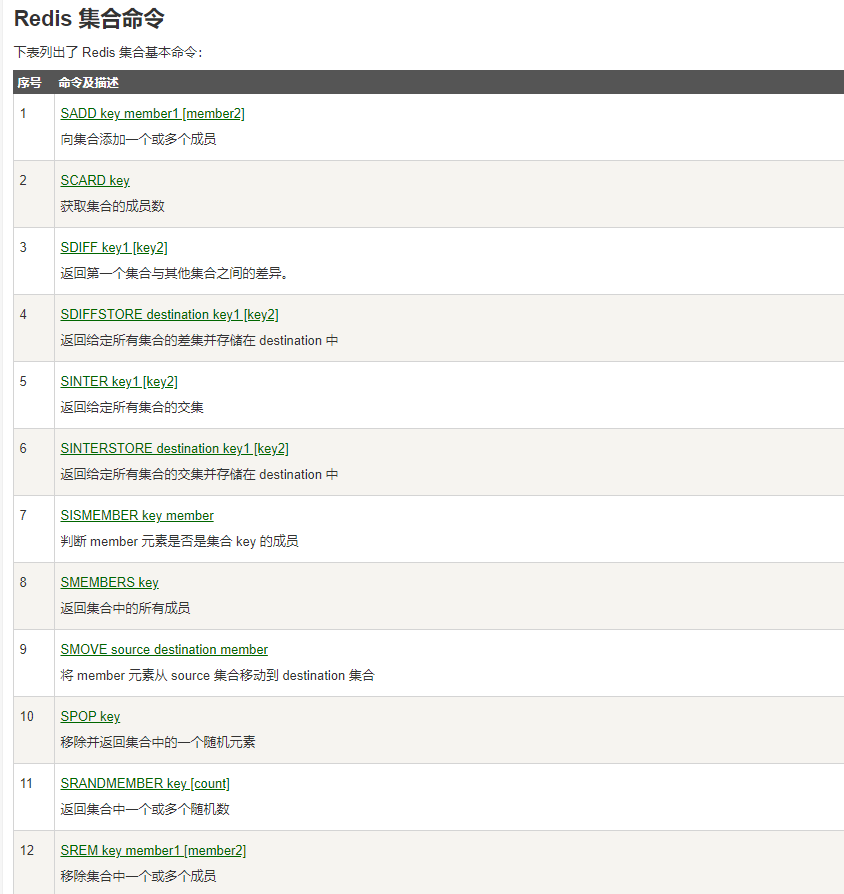 Redis 集合命令
下表列出了 Redis 集合基本命令：
序号 命令及描述
1 SADD key member1 [member2]
向集合添加一个或多个成员
2 SCARD key
获取集合的成员数
3 SDIFF key1 [key2]
返回第一个集合与其他集合之间的差异。
4 SDIFFSTORE destination key1 [key2]
返回给定所有集合的差集并存储在 destination 中
5 SINTER key1 [key2]
返回给定所有集合的交集
6 SINTERSTORE destination key1 [key2]
返回给定所有集合的交集并存储在 destination 中
7 SISMEMBER key member
判断 member 元素是否是集合 key 的成员
8 SMEMBERS key
返回集合中的所有成员
9 SMOVE source destination member
将 member 元素从 source 集合移动到 destination 集合
10 SPOP key
移除并返回集合中的一个随机元素
11 SRANDMEMBER key [count]
返回集合中一个或多个随机数
12 SREM key member1 [member2]
移除集合中一个或多个成员